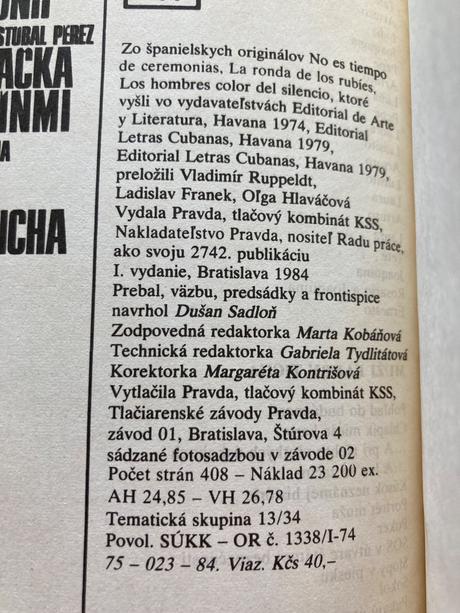 STUBAL PEREZ
AČKA
ÝNMI
NCHA
Zo španielskych originálov No es tiempo
de ceremonias, La ronda de los rubíes,
Los hombres color del silencio, ktoré
vyšli vo vydavateľstvách Editorial de Arte
y Literatura, Havana 1974, Editorial
Letras Cubanas, Havana 1979,
Editorial Letras Cubanas, Havana 1979,
preložili Vladimír Ruppeldt,
Ladislav Franek, Oľga Hlaváčová
Vydala Pravda, tlačový kombinát KSS,
Nakladateľstvo Pravda, nositeľ Radu práce,
ako svoju 2742. publikáciu
I. vydanie, Bratislava 1984
Prebal, väzbu, predsádky a frontispice
navrhol Dušan Sadloň
Zodpovedná redaktorka Marta Kobáňová
Technická redaktorka Gabriela Tydlitátová
Korektorka Margaréta Kontrišová
Vytlačila Pravda, tlačový kombinát KSS,
Tlačiarenské závody Pravda,
závod 01, Bratislava, Štúrova 4
sádzané fotosadzbou v závode 02
Počet strán 408 – Náklad 23 200 ex.
AH 24,85 – VH 26,78
Tematická skupina 13/34
Povol. SÚKK – OR č. 1338/I-74
75 – 023 – 84. Viaz. Kčs 40,–